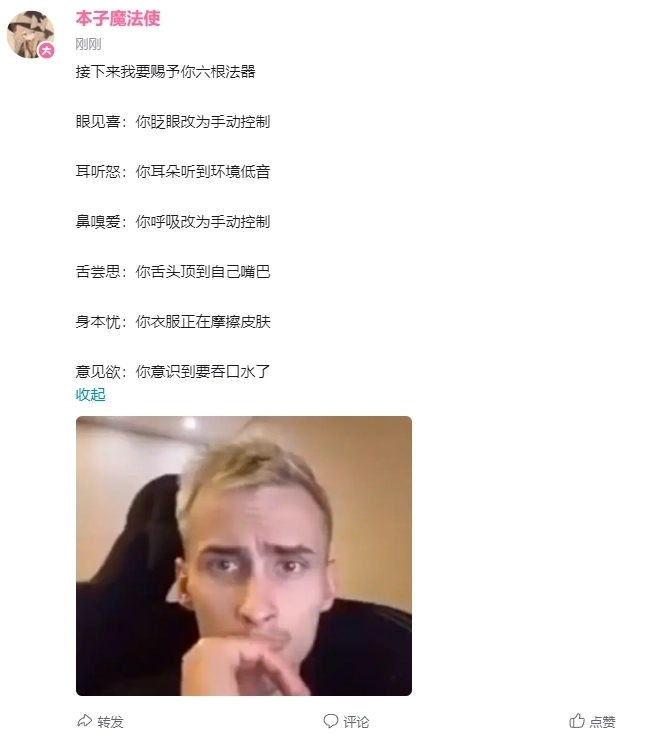 本子魔法使
大
刚刚
接下来我要赐予你六根法器
眼见喜：你眨眼改为手动控制
耳听怒：你耳朵听到环境低音
鼻嗅爱：你呼吸改为手动控制
舌尝思：你舌头顶到自己嘴巴
身本忧：你衣服正在摩擦皮肤
意见欲：你意识到要吞口水了
收起
转发
评论
点赞